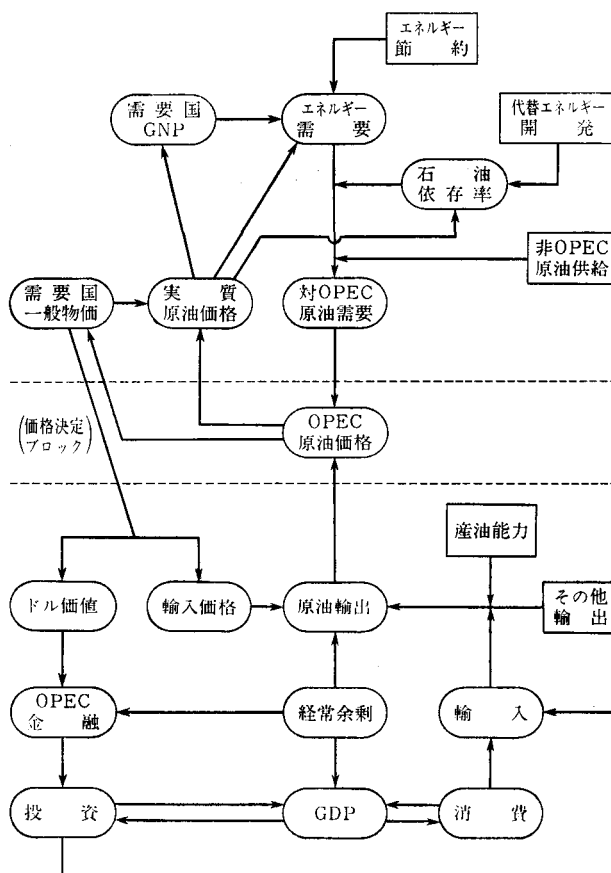 エネルギー
節約
需要国
GNP
エネルギー
需要
代替エネルギー
開発
石油
依存率
非OPEC
原油供給
需要国
一般物価
実質
原油価格
対OPEC
原油需要
(価格決定
ブロック)
OPEC
原油価格
産油能力
ドル価値
輸入価格
原油輸出
その他
輸出
OPEC
金融
経常余剰
輸入
投資
GDP
消費